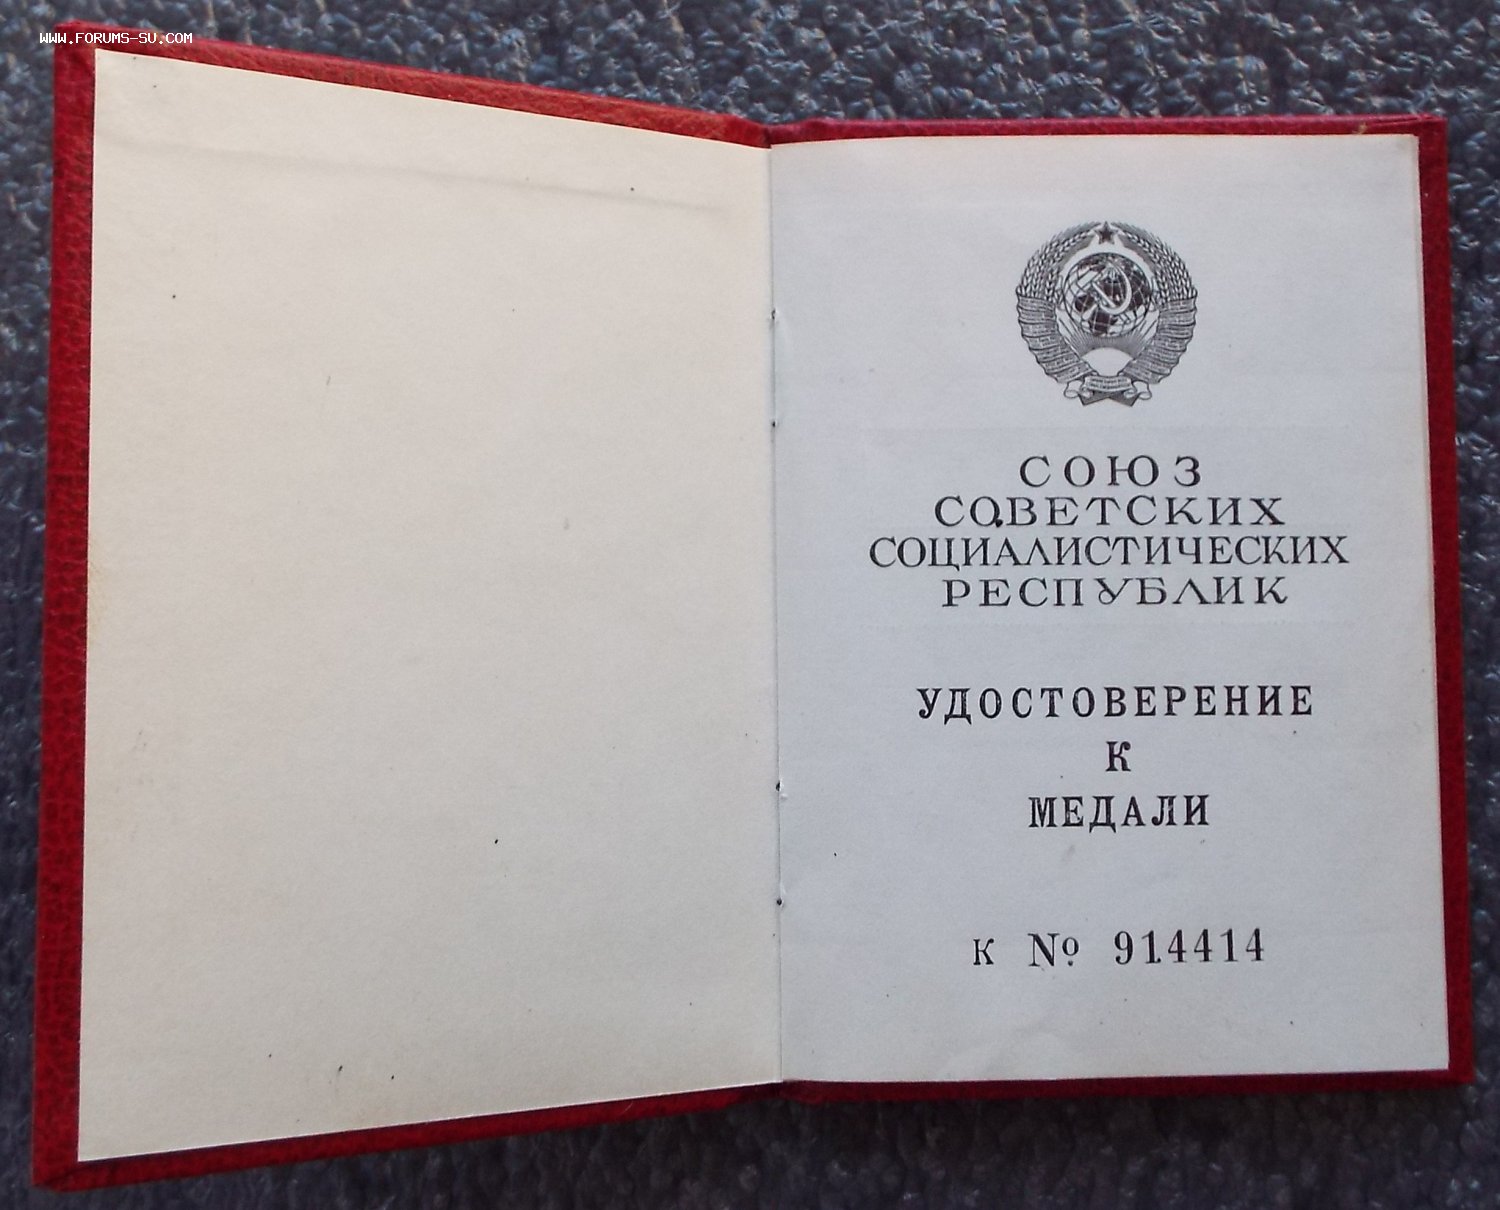 WWW.FORUMS-SU.COM
СОЮЗ
СОВЕТСКИХ
СОЦИАЛИСТИЧЕСКИХ
РЕСПУБЛИК
УДОСТОВЕРЕНИЕ
К
МЕДАЛИ
К № 914414